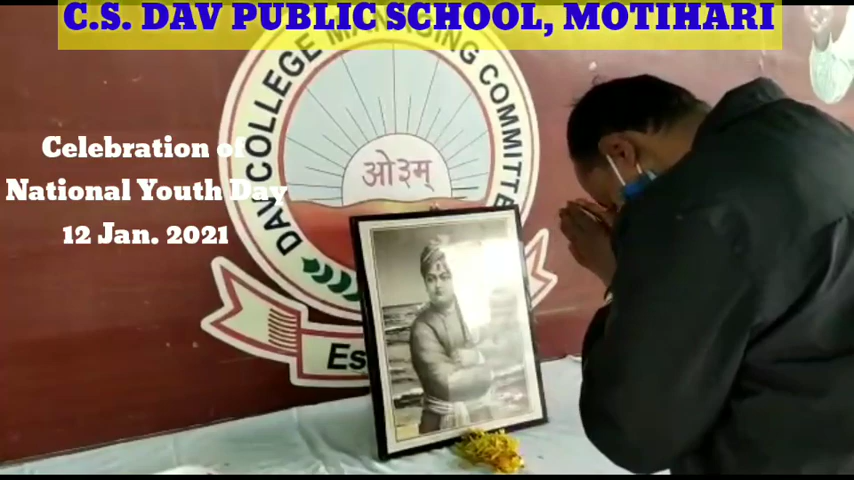 C.S. DAV PUBLIC SCHOOL, MOTIHARI
DAV COLLEGE MANAGING COMMITTEE
ओ३म्
Celebration of
National Youth Day
12 Jan. 2021
Es